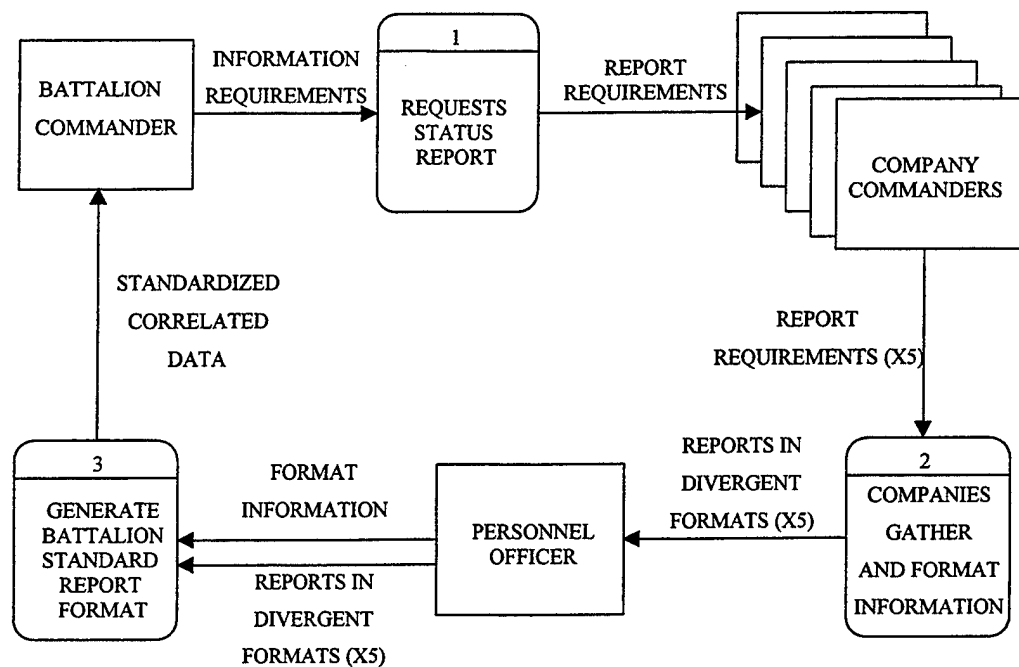 BATTALION
COMMANDER
INFORMATION
REQUIREMENTS
1
REQUESTS
STATUS
REPORT
REPORT
REQUIREMENTS
COMPANY
COMMANDERS
REPORT
REQUIREMENTS (X5)
2
COMPANIES
GATHER
AND FORMAT
INFORMATION
REPORTS IN
DIVERGENT
FORMATS (X5)
PERSONNEL
OFFICER
FORMAT
INFORMATION
REPORTS IN
DIVERGENT
FORMATS (X5)
3
GENERATE
BATTALION
STANDARD
REPORT
FORMAT
STANDARDIZED
CORRELATED
DATA